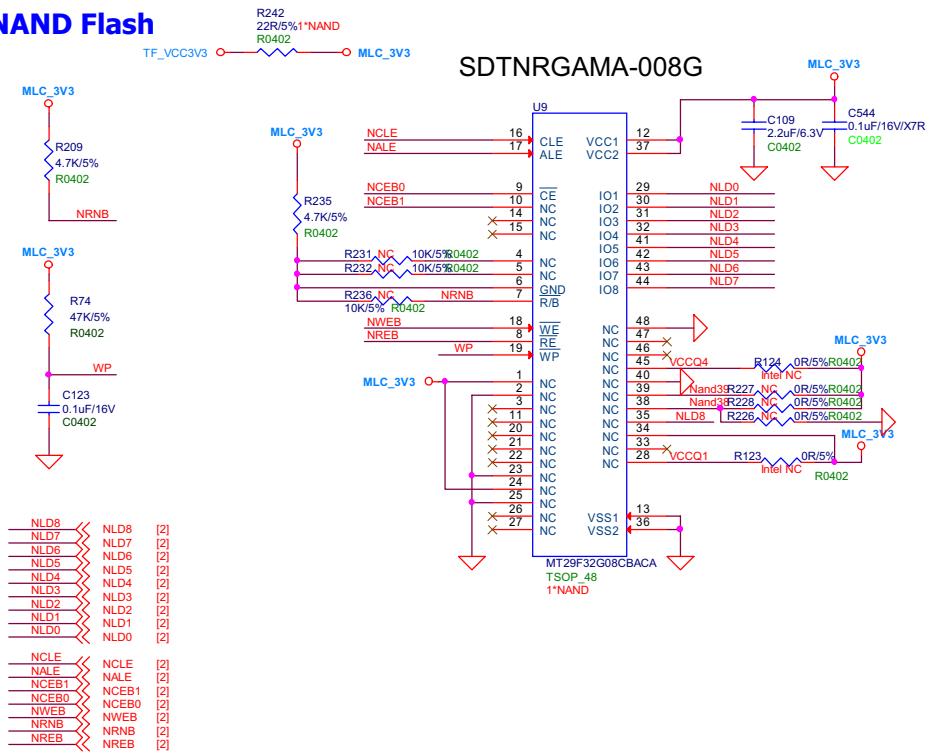 NAND Flash
R242
22R/5%1*NAND
R0402
TF_VCC3V3
MLC_3V3
SDTNRGAMA-008G
MLC_3V3
R209
4.7K/5%
R0402
NRNB
MLC_3V3
R74
47K/5%
R0402
WP
C123
0.1uF/16V
C0402
MLC_3V3
R235
4.7K/5%
R0402
R231 NC 10K/5% R0402
R232 NC 10K/5% R0402
R236 NC NRNB
10K/5% R0402
MLC_3V3
C109
2.2uF/6.3V
C0402
C544
0.1uF/16V/X7R
C0402
U9
NCLE 16 CLE VCC1 12
NALE 17 ALE VCC2 37
NCEB0 9 CE IO1 29 NLD0
NCEB1 10 NC IO2 30 NLD1
14 NC IO3 31 NLD2
15 NC IO4 32 NLD3
IO5 41 NLD4
4 NC IO6 42 NLD5
5 NC IO7 43 NLD6
6 GND IO8 44 NLD7
7 R/B
NWEB 18 WE NC 48
NREB 8 RE NC 47
WP 19 WP NC 46
NC 45 VCCQ4 R124 0R/5% R0402
Intel NC
MLC_3V3
MLC_3V3 1 NC NC 40
2 NC NC 39 Nand39 R227 NC 0R/5% R0402
3 NC NC 38 Nand38 R228 NC 0R/5% R0402
11 NC NC 35 NLD8 R226 NC 0R/5% R0402
20 NC NC 34
21 NC NC 33
22 NC NC 28 VCCQ1 R123 0R/5%
Intel NC R0402
MLC_3V3
23 NC
24 NC
25 NC
26 NC VSS1 13
27 NC VSS2 36
MT29F32G08CBACA
TSOP_48
1*NAND
NLD8 NLD8 [2]
NLD7 NLD7 [2]
NLD6 NLD6 [2]
NLD5 NLD5 [2]
NLD4 NLD4 [2]
NLD3 NLD3 [2]
NLD2 NLD2 [2]
NLD1 NLD1 [2]
NLD0 NLD0 [2]
NCLE NCLE [2]
NALE NALE [2]
NCEB1 NCEB1 [2]
NCEB0 NCEB0 [2]
NWEB NWEB [2]
NRNB NRNB [2]
NREB NREB [2]